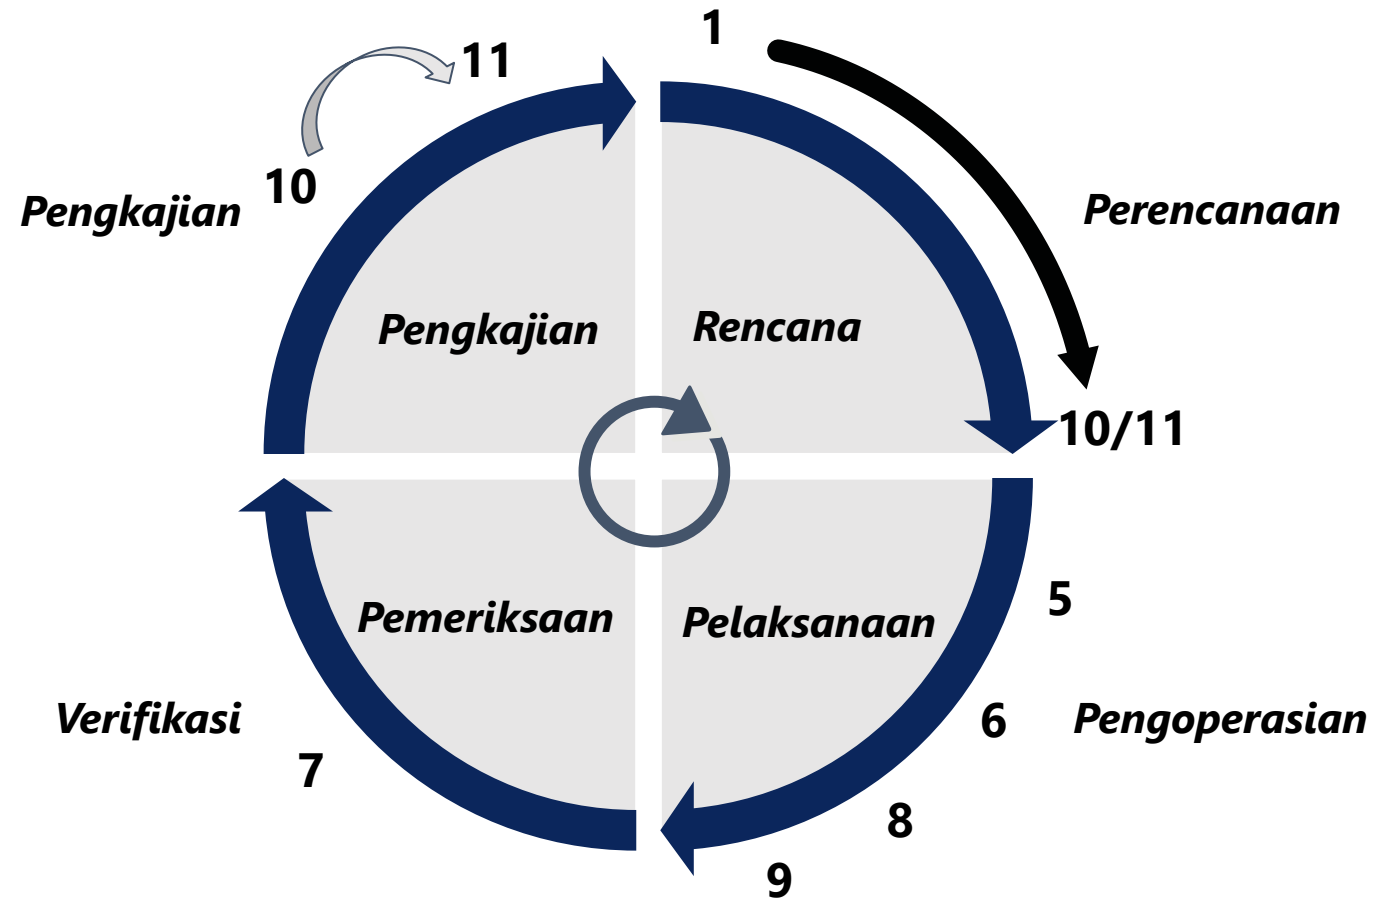 1
11
10
Pengkajian
Perencanaan
Pengkajian
Rencana
10/11
5
Pemeriksaan
Pelaksanaan
6
Verifikasi
Pengoperasian
7
8
9